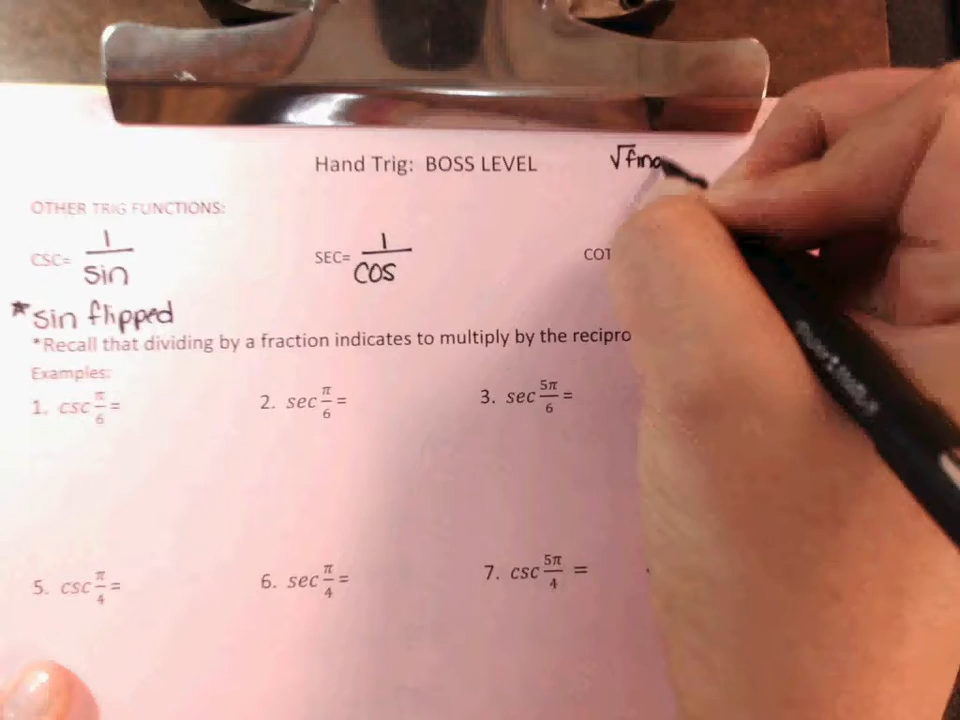 Hand Trig: BOSS LEVEL
OTHER TRIG FUNCTIONS:
CSC= 1/sin
SEC= 1/cos
COT
*sin flipped
*Recall that dividing by a fraction indicates to multiply by the recipro
Examples:
1. csc π/6 =
2. sec π/6 =
3. sec 5π/6 =
5. csc π/4 =
6. sec π/4 =
7. csc 5π/4 =